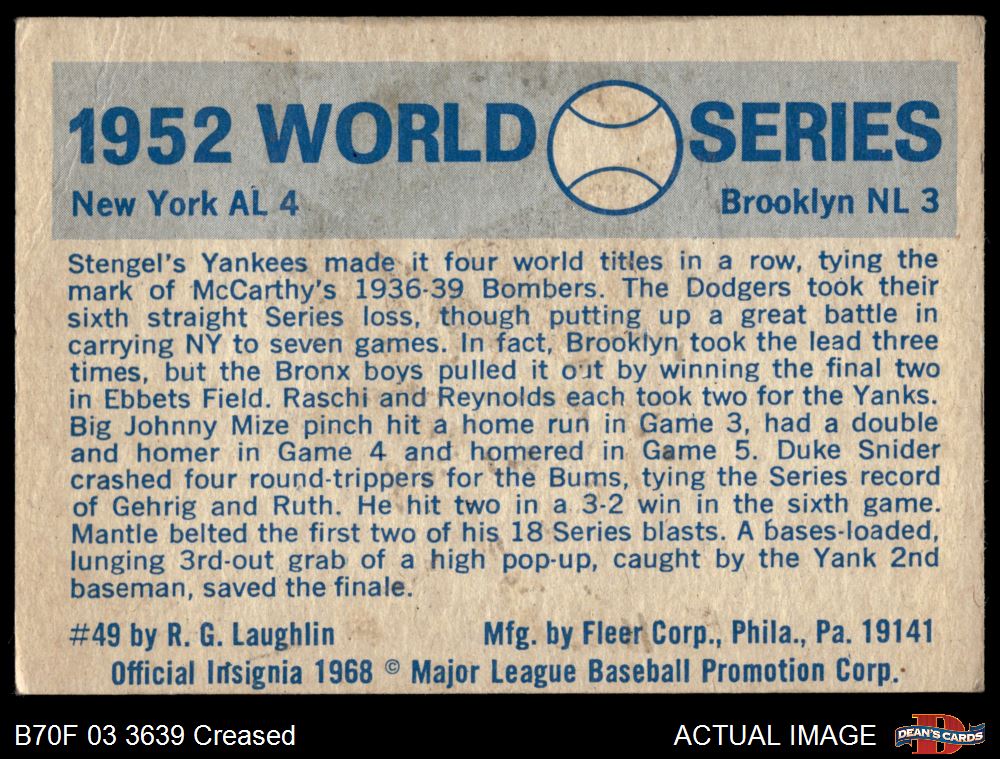 1952 WORLD SERIES
New York AL 4
Brooklyn NL 3
Stengel's Yankees made it four world titles in a row, tying the
mark of McCarthy's 1936-39 Bombers. The Dodgers took their
sixth straight Series loss, though putting up a great battle in
carrying NY to seven games. In fact, Brooklyn took the lead three
times, but the Bronx boys pulled it out by winning the final two
in Ebbets Field. Raschi and Reynolds each took two for the Yanks.
Big Johnny Mize pinch hit a home run in Game 3, had a double
and homer in Game 4 and homered in Game 5. Duke Snider
crashed four round-trippers for the Bums, tying the Series record
of Gehrig and Ruth. He hit two in a 3-2 win in the sixth game.
Mantle belted the first two of his 18 Series blasts. A bases-loaded,
lunging 3rd-out grab of a high pop-up, caught by the Yank 2nd
baseman, saved the finale.
#49 by R. G. Laughlin
Mfg. by Fleer Corp., Phila., Pa. 19141
Official Insignia 1968 © Major League Baseball Promotion Corp.
B70F 03 3639 Creased
ACTUAL IMAGE
D
DEAN'S CARDS